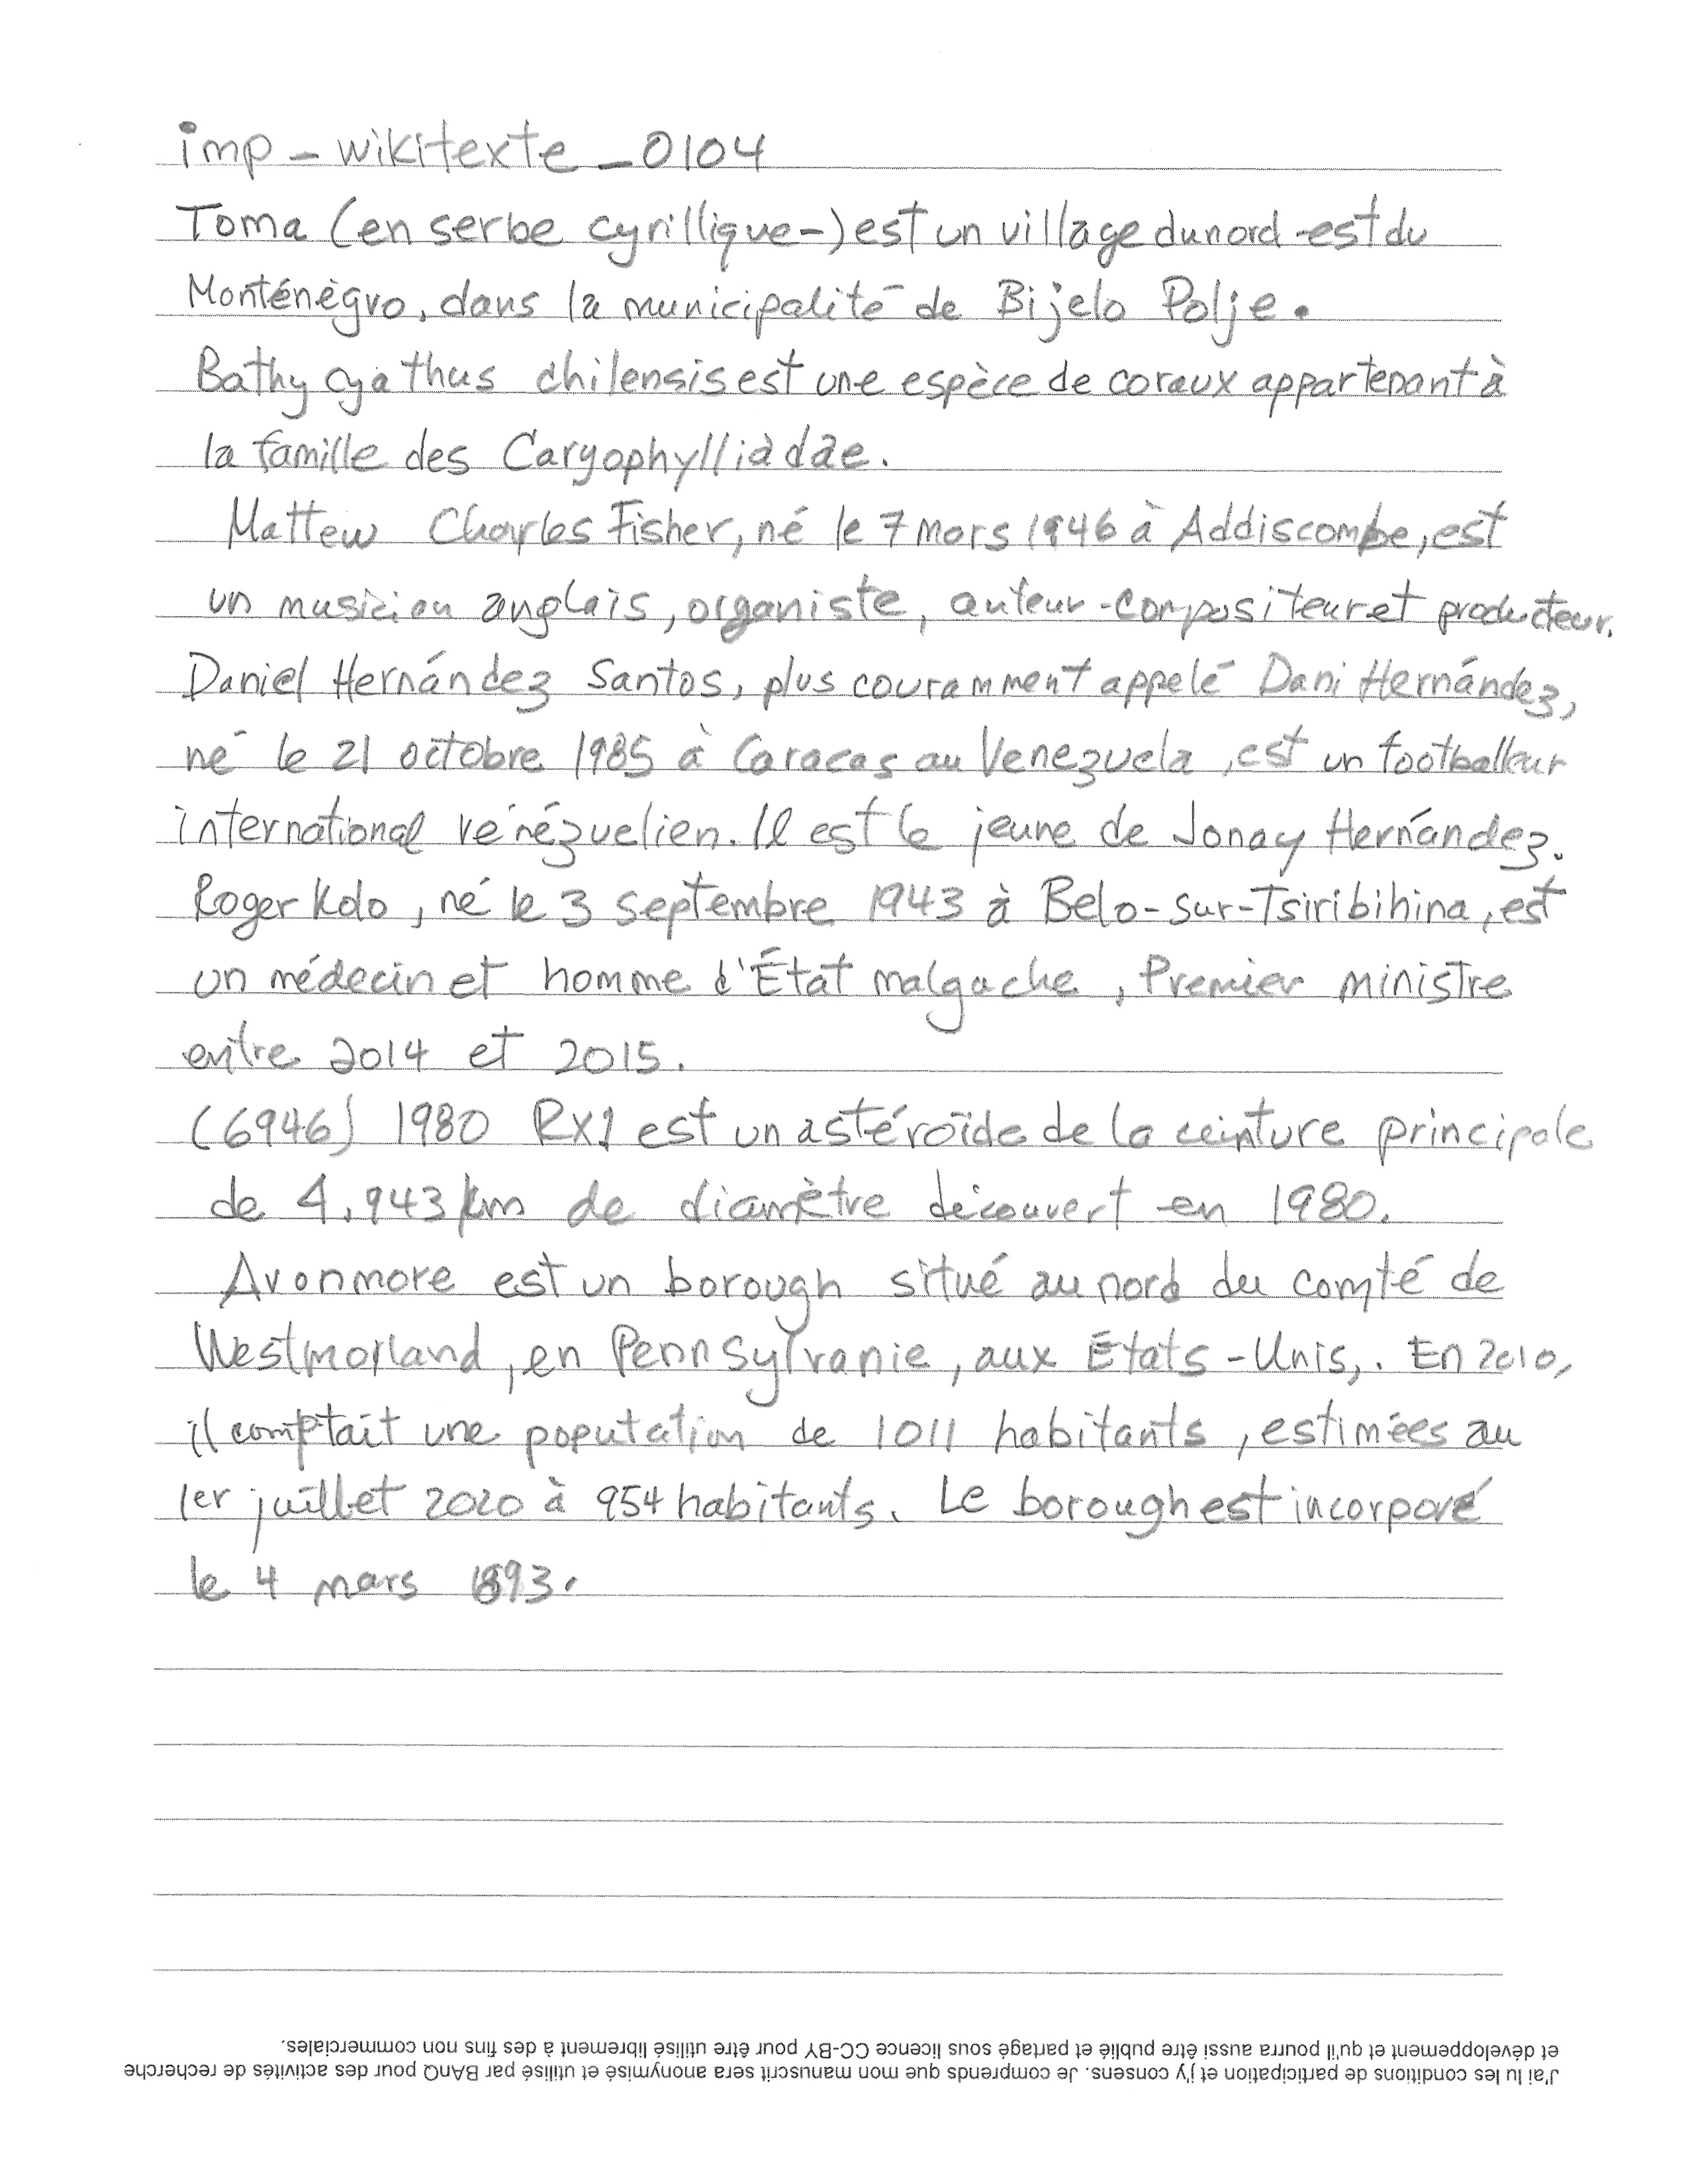 imp-wikitexte_0104
Toma (en serbe cyrillique-) est un village du nord-est du
Monténègro, dans la municipalité de Bijelo Polje.
Bathycyathus chilensis est une espèce de coraux appartenant à
la famille des Caryophylliàdae.
Mattew Charles Fisher, né le 7 mars 1946 à Addiscombe, est
un musicien anglais, organiste, auteur-compositeur et producteur.
Daniel Hernández Santos, plus couramment appelé Dani Hernández,
né le 21 octobre 1985 à Caracas au Venezuela, est un footballeur
international vénézuelien. Il est le jeune de Jonay Hernández.
Roger Kolo, né le 3 septembre 1943 à Belo-sur-Tsiribihina, est
un médecin et homme d'État malgache, Premier ministre
entre 2014 et 2015.
(6946) 1980 RX1 est un astéroïde de la ceinture principale
de 4,943 km de diamètre découvert en 1980.
Avonmore est un borough situé au nord du comté de
Westmorland, en Pennsylvanie, aux États-Unis,. En 2010,
il comptait une population de 1011 habitants, estimées au
1er juillet 2020 à 954 habitants. Le borough est incorporé
le 4 mars 1893.
J'ai lu les conditions de participation et j'y consens. Je comprends que mon manuscrit sera anonymisé et utilisé par BAnQ pour des activités de recherche
et développement et qu'il pourra aussi être publié et partagé sous licence CC-BY pour être utilisé librement à des fins non commerciales.